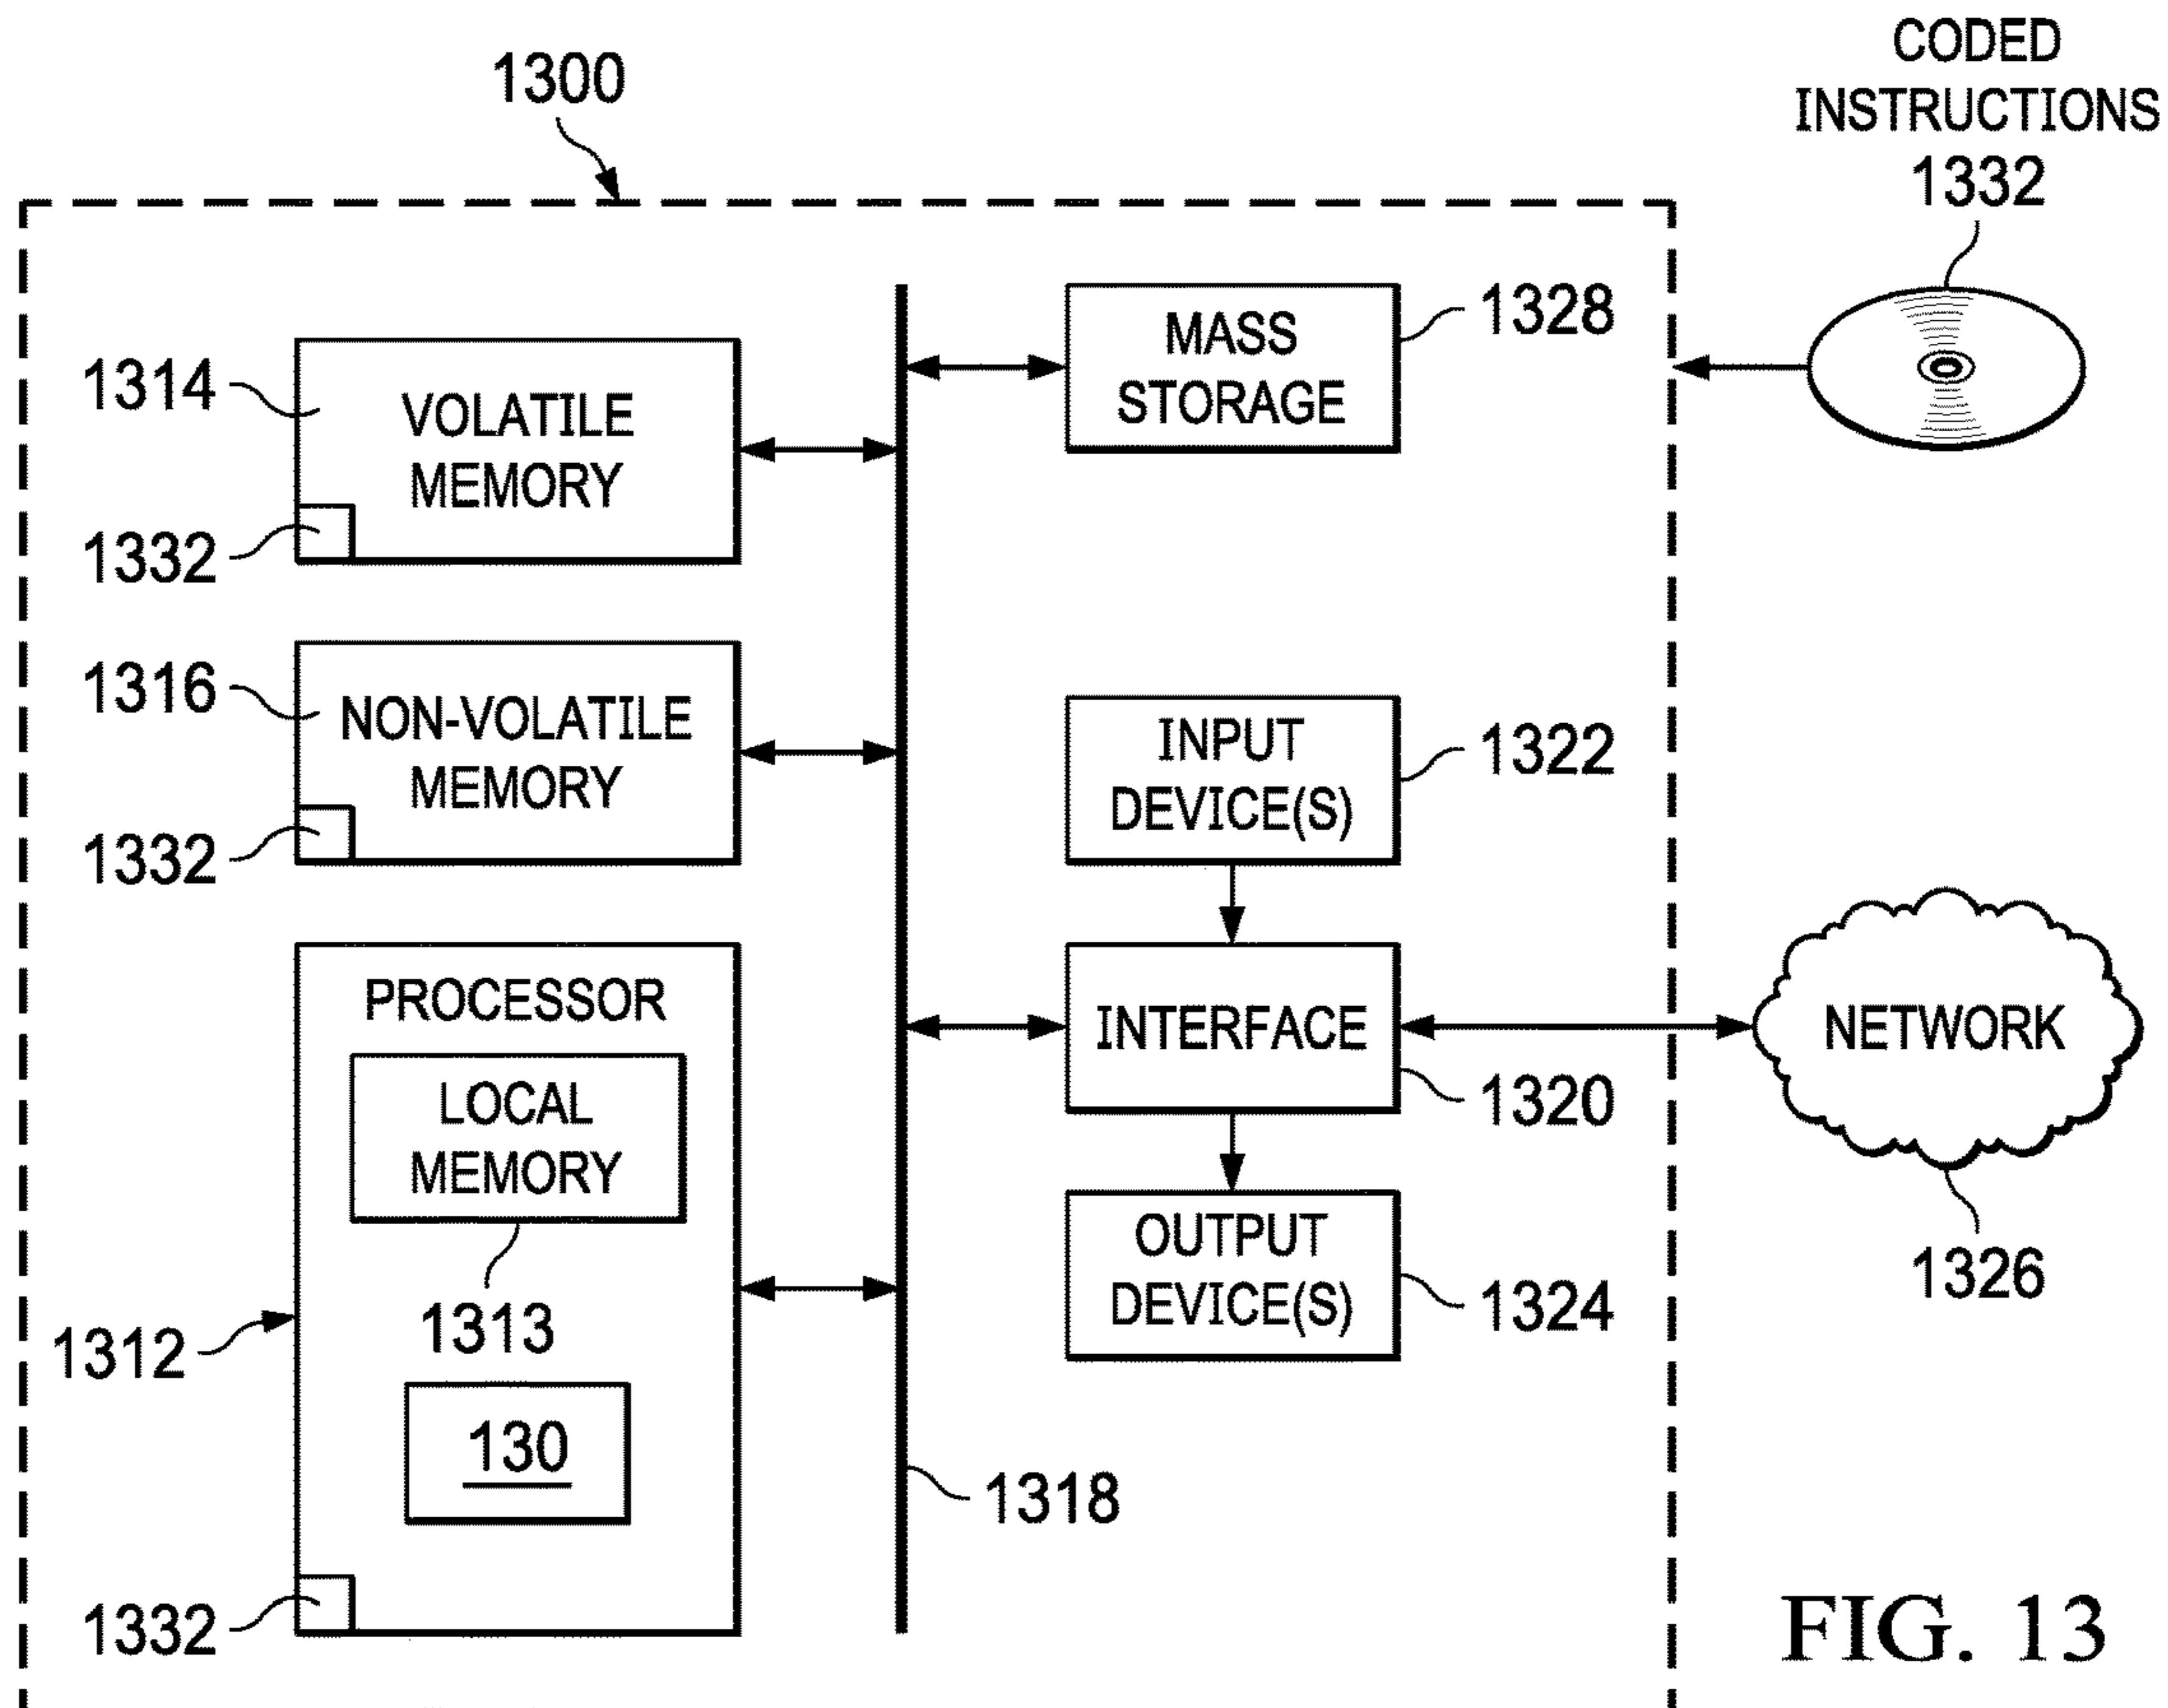 1300
CODED
INSTRUCTIONS
1332
1314
VOLATILE
MEMORY
1332
MASS
STORAGE
1328
1316
NON-VOLATILE
MEMORY
1332
INPUT
DEVICE(S)
1322
PROCESSOR
LOCAL
MEMORY
1313
1312
130
1332
INTERFACE
1320
NETWORK
1326
OUTPUT
DEVICE(S)
1324
1318
FIG. 13